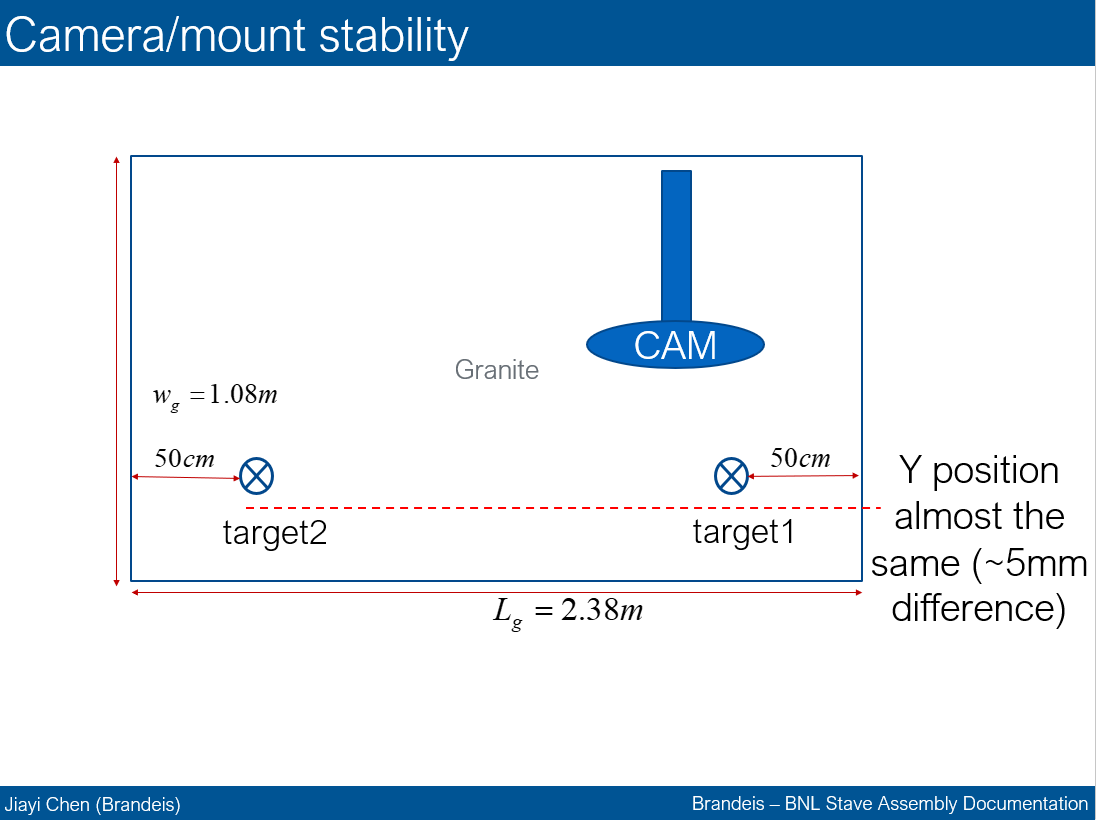 Camera/mount stability
CAM
Granite
w_g = 1.08m
50cm
50cm
target2
target1
Y position
almost the
same (~5mm
difference)
L_g = 2.38m
Jiayi Chen (Brandeis)
Brandeis – BNL Stave Assembly Documentation